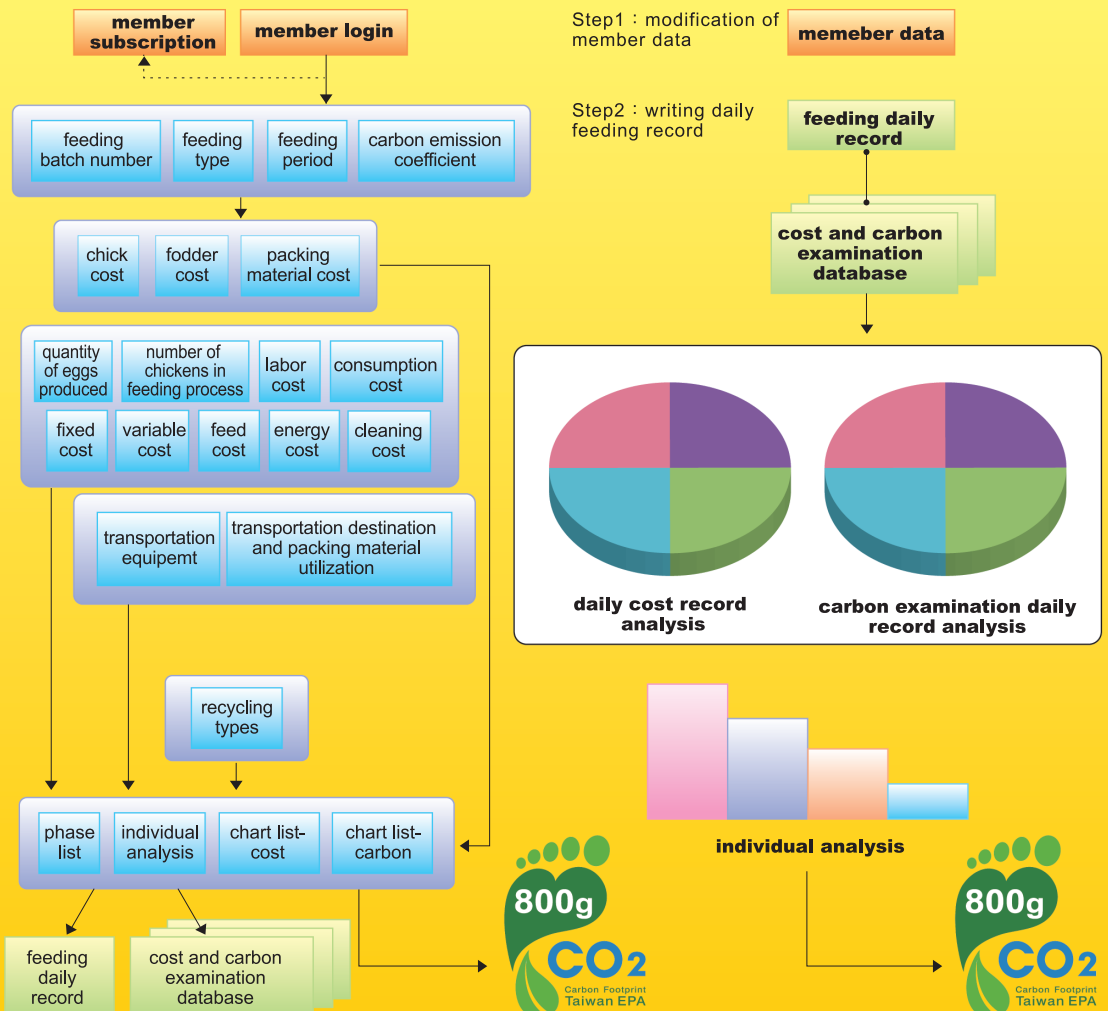 member
subscription
member login
feeding
batch number
feeding
type
feeding
period
carbon emission
coefficient
chick
cost
fodder
cost
packing
material cost
quantity
of eggs
produced
number of
chickens in
feeding process
labor
cost
consumption
cost
fixed
cost
variable
cost
feed
cost
energy
cost
cleaning
cost
transportation
equipemt
transportation destination
and packing material
utilization
recycling
types
phase
list
individual
analysis
chart list-
cost
chart list-
carbon
feeding
daily
record
cost and carbon
examination
database
800g
CO2
Carbon Footprint
Taiwan EPA
Step1：modification of
member data
memeber data
Step2：writing daily
feeding record
feeding daily
record
cost and carbon
examination
database
daily cost record
analysis
carbon examination daily
record analysis
individual analysis
800g
CO2
Carbon Footprint
Taiwan EPA